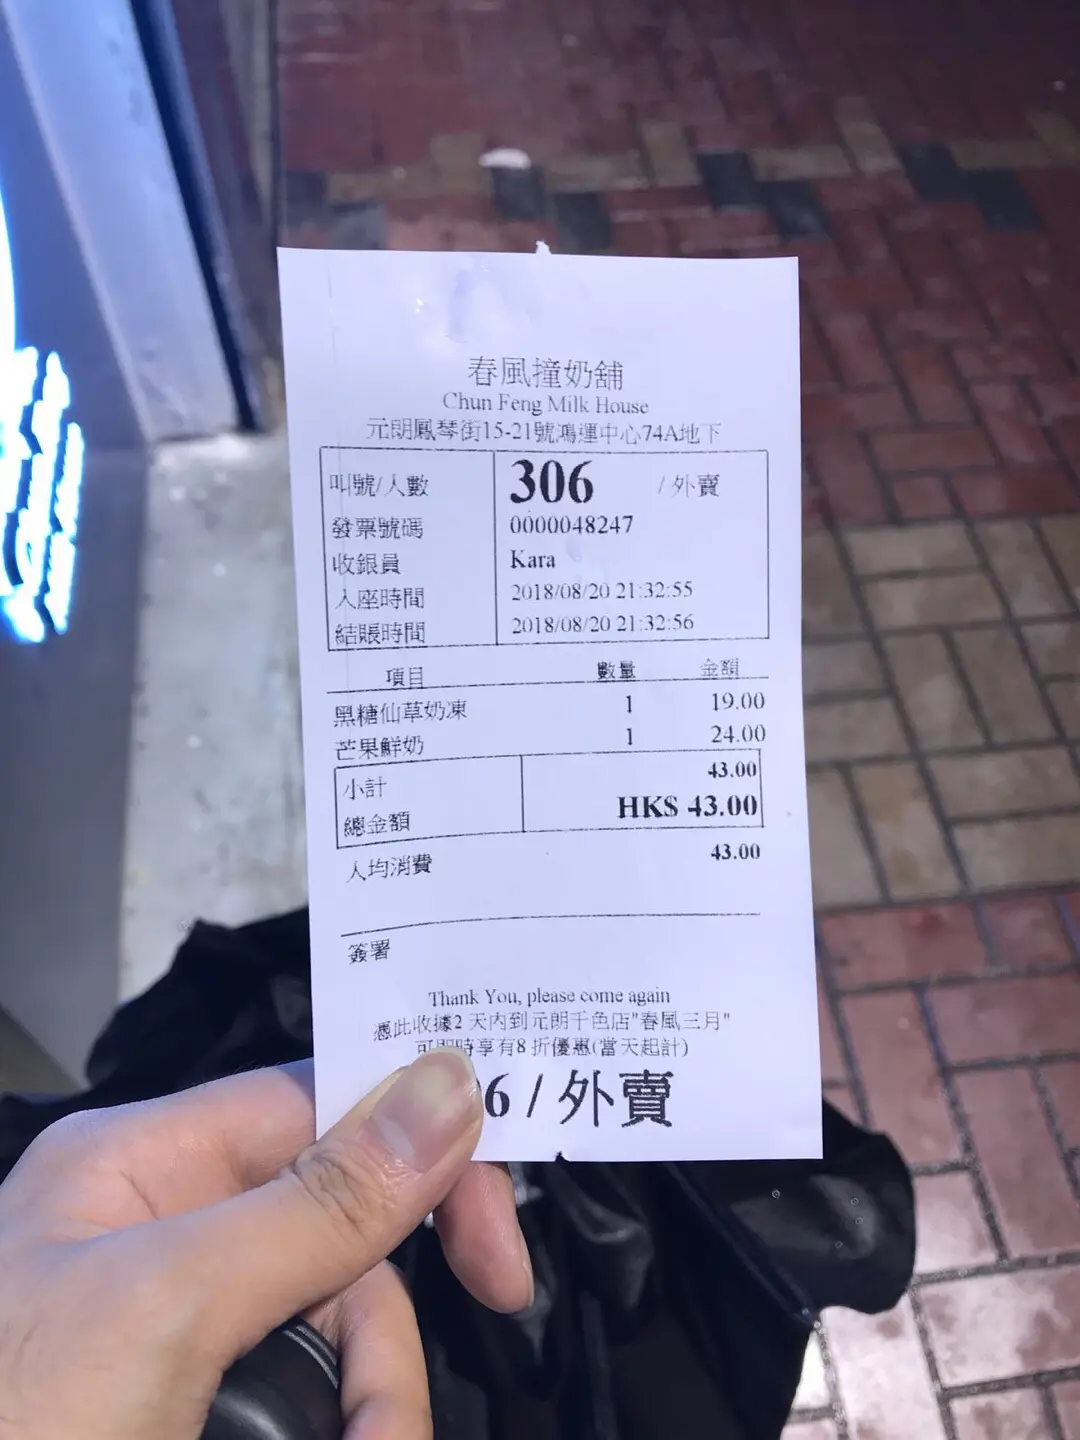 春風撞奶舖
Chun Feng Milk House
元朗鳳琴街15-21號鴻運中心74A地下
叫號/人數 306 / 外賣
發票號碼 0000048247
收銀員 Kara
入座時間 2018/08/20 21:32:55
結賬時間 2018/08/20 21:32:56
項目 數量 金額
黑糖仙草奶凍 1 19.00
芒果鮮奶 1 24.00
小計 43.00
總金額 HK$ 43.00
人均消費 43.00
簽署
Thank You, please come again
憑此收據2 天內到元朗千色店"春風三月"
可即時享有8 折優惠(當天起計)
6 / 外賣